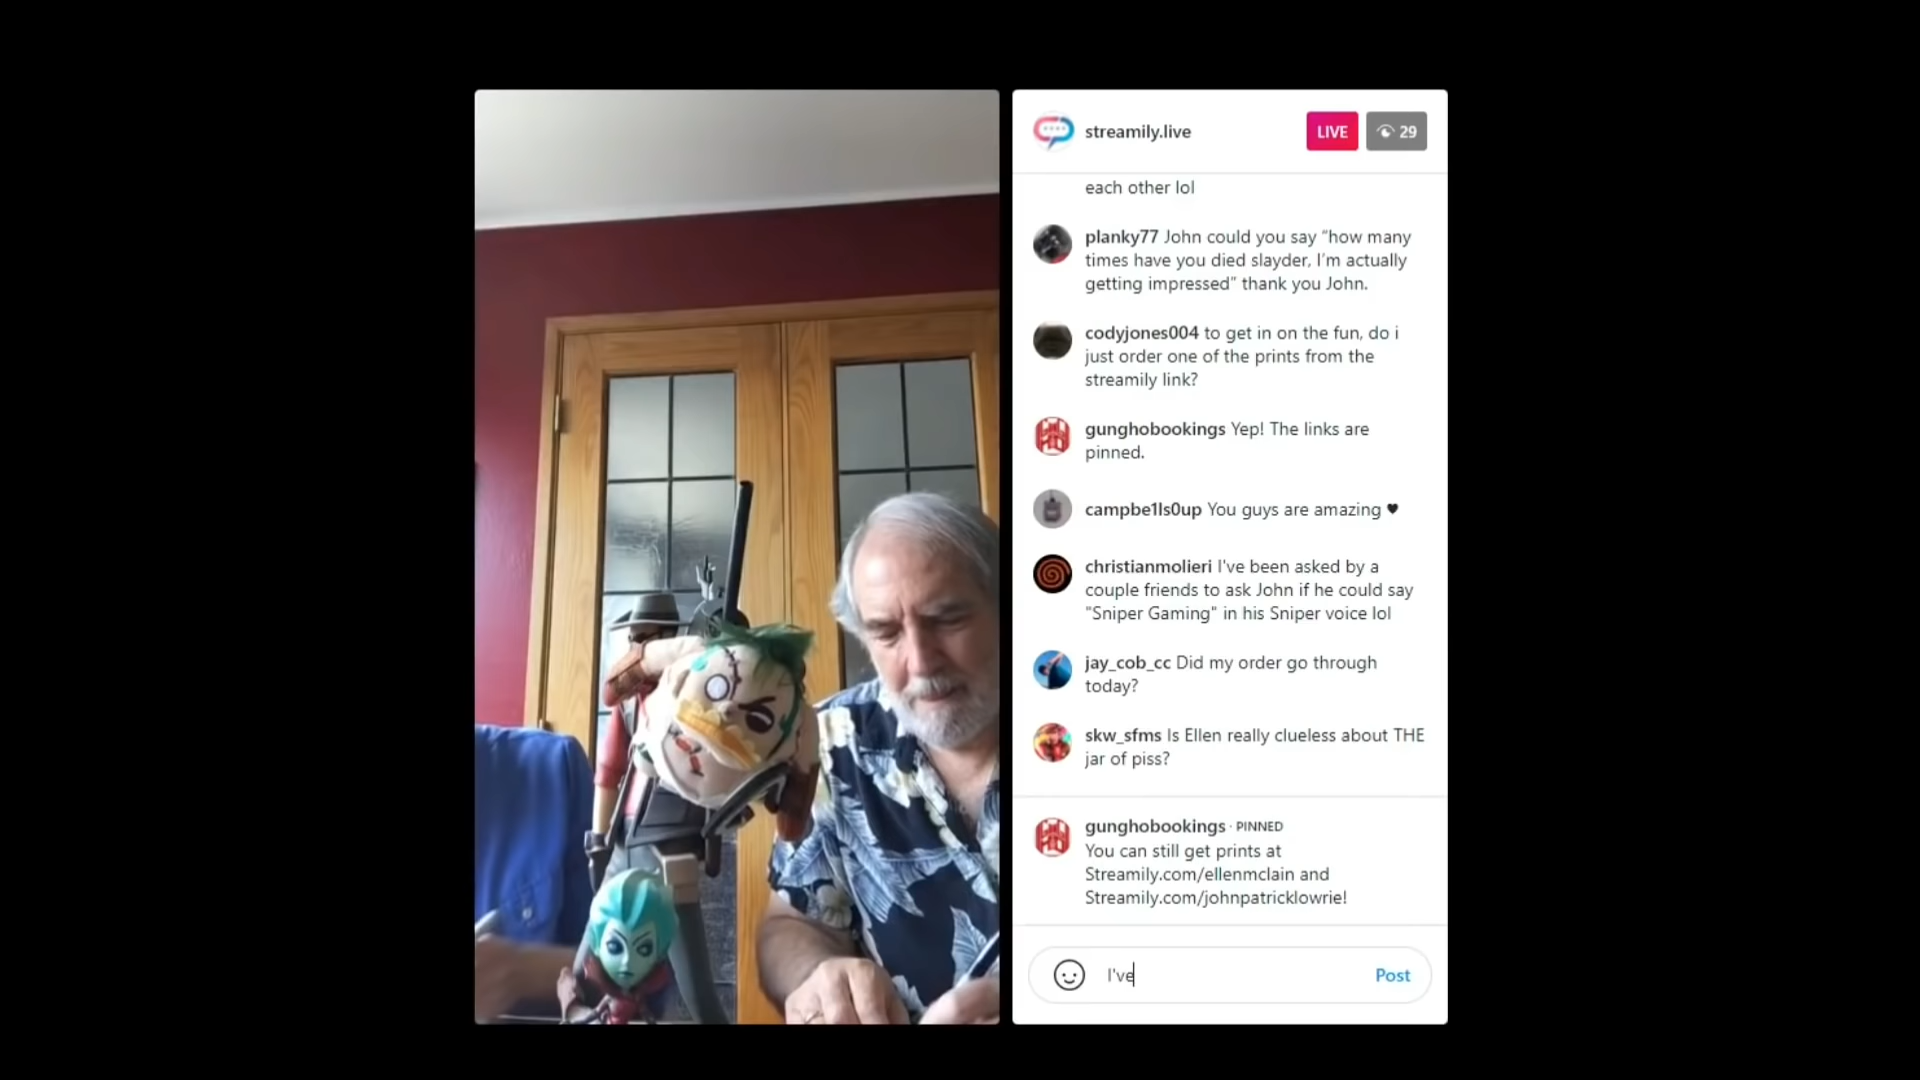 streamily.live
LIVE
29
each other lol
planky77 John could you say “how many
times have you died slayder, I'm actually
getting impressed” thank you John.
codyjones004 to get in on the fun, do i
just order one of the prints from the
streamily link?
gunghobookings Yep! The links are
pinned.
campbe1ls0up You guys are amazing ♥
christianmolieri I've been asked by a
couple friends to ask John if he could say
"Sniper Gaming" in his Sniper voice lol
jay_cob_cc Did my order go through
today?
skw_sfms Is Ellen really clueless about THE
jar of piss?
gunghobookings · PINNED
You can still get prints at
Streamily.com/ellenmclain and
Streamily.com/johnpatricklowrie!
I've
Post